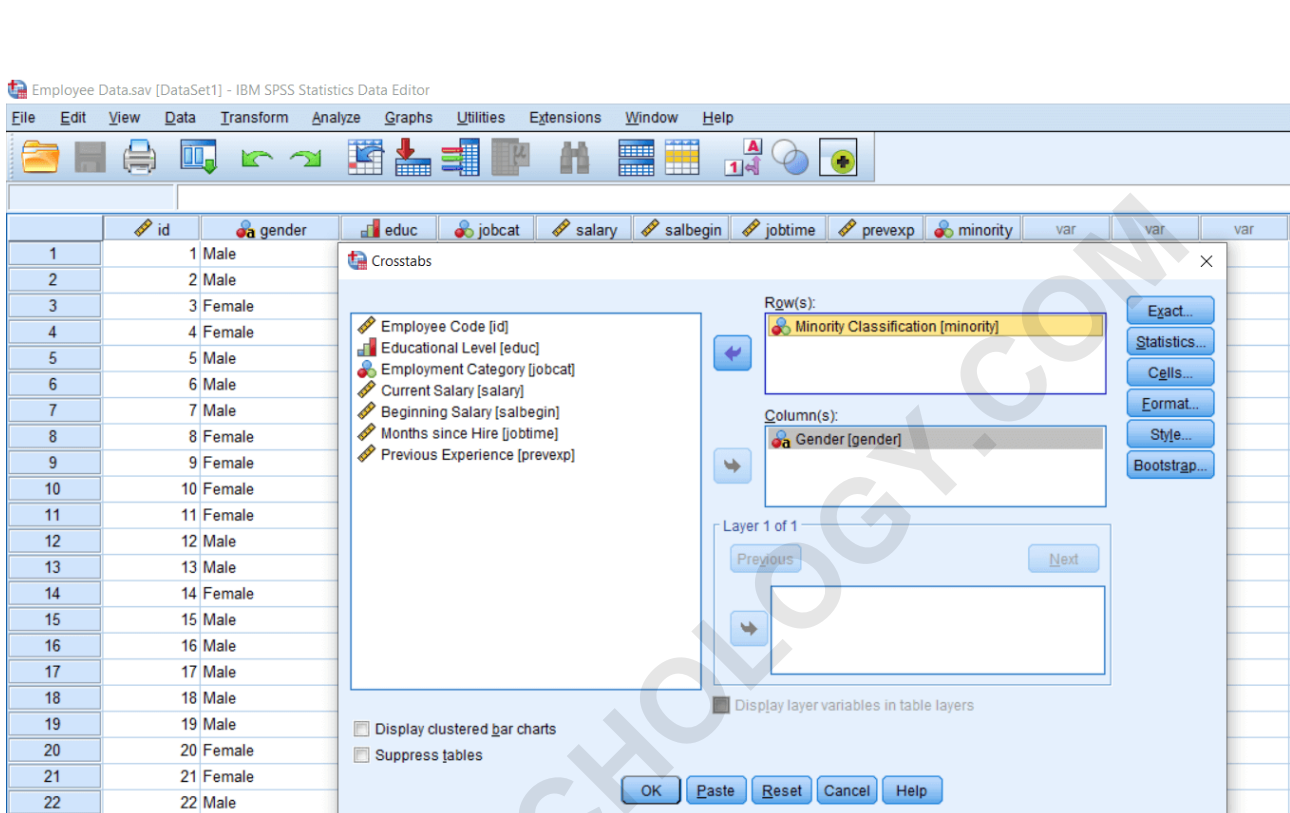 Employee Data.sav [DataSet1] - IBM SPSS Statistics Data Editor
File Edit View Data Transform Analyze Graphs Utilities Extensions Window Help
id gender educ jobcat salary salbegin jobtime prevexp minority var var var
1 1 Male
2 2 Male
3 3 Female
4 4 Female
5 5 Male
6 6 Male
7 7 Male
8 8 Female
9 9 Female
10 10 Female
11 11 Female
12 12 Male
13 13 Male
14 14 Female
15 15 Male
16 16 Male
17 17 Male
18 18 Male
19 19 Male
20 20 Female
21 21 Female
22 22 Male
Crosstabs
Employee Code [id]
Educational Level [educ]
Employment Category [jobcat]
Current Salary [salary]
Beginning Salary [salbegin]
Months since Hire [jobtime]
Previous Experience [prevexp]
Row(s):
Minority Classification [minority]
Column(s):
Gender [gender]
Layer 1 of 1
Previous Next
Display layer variables in table layers
Exact...
Statistics...
Cells...
Format...
Style...
Bootstrap...
Display clustered bar charts
Suppress tables
OK Paste Reset Cancel Help
CHOLOGY.COM